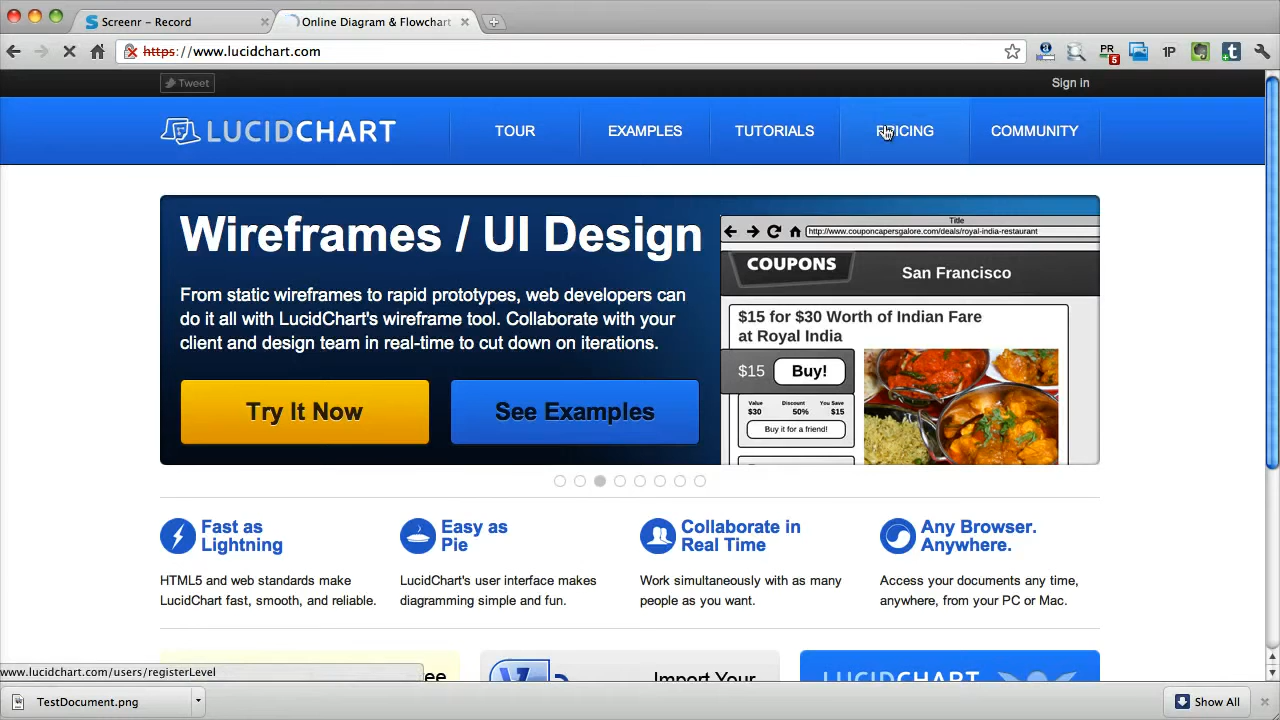 Screenr - Record
Online Diagram & Flowchart
https://www.lucidchart.com
PR
5
1P
Tweet
Sign in
LUCIDCHART
TOUR
EXAMPLES
TUTORIALS
PRICING
COMMUNITY
Wireframes / UI Design
From static wireframes to rapid prototypes, web developers can
do it all with LucidChart's wireframe tool. Collaborate with your
client and design team in real-time to cut down on iterations.
Try It Now
See Examples
Title
http://www.couponcapersgalore.com/deals/royal-india-restaurant
COUPONS
San Francisco
$15 for $30 Worth of Indian Fare
at Royal India
$15
Buy!
Value Discount You Save
$30 50% $15
Buy it for a friend!
Fast as
Lightning
HTML5 and web standards make
LucidChart fast, smooth, and reliable.
Easy as
Pie
LucidChart's user interface makes
diagramming simple and fun.
Collaborate in
Real Time
Work simultaneously with as many
people as you want.
Any Browser.
Anywhere.
Access your documents any time,
anywhere, from your PC or Mac.
ee
Import Your
LUCIDCHART
www.lucidchart.com/users/registerLevel
TestDocument.png
Show All